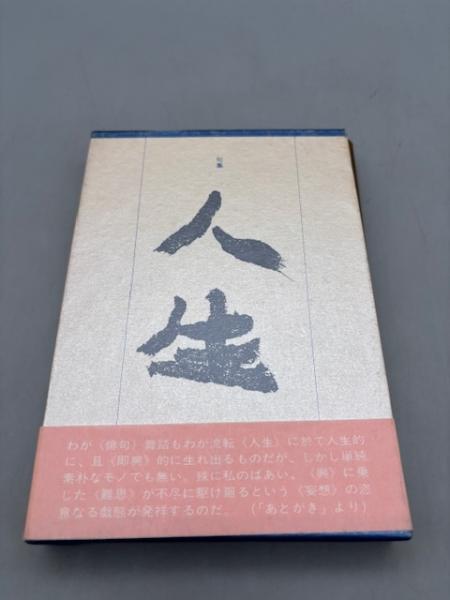 句集
人生
わが〈俳句〉舞踏もわが流転〈人生〉に於て人生的
に、且〈即興〉的に生れ出るものだが、しかし単純
素朴なモノでも無い。殊に私のばあい、〈興〉に乗
じた〈難思〉が不尽に駆け廻るという〈妄想〉の恣
意なる戯態が発祥するのだ。　（「あとがき」より）